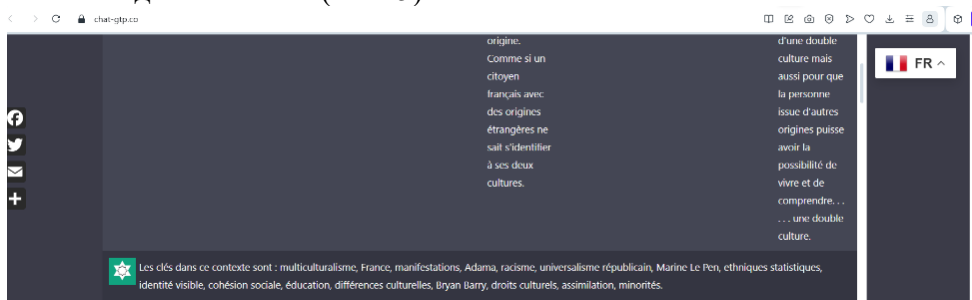 chat-gtp.co
origine.
Comme si un
citoyen
français avec
des origines
étrangères ne
sait s'identifier
à ses deux
cultures.
d'une double
culture mais
aussi pour que
la personne
issue d'autres
origines puisse
avoir la
possibilité de
vivre et de
comprendre. . .
. . . une double
culture.
FR
Les clés dans ce contexte sont : multiculturalisme, France, manifestations, Adama, racisme, universalisme républicain, Marine Le Pen, ethniques statistiques,
identité visible, cohésion sociale, éducation, différences culturelles, Bryan Barry, droits culturels, assimilation, minorités.